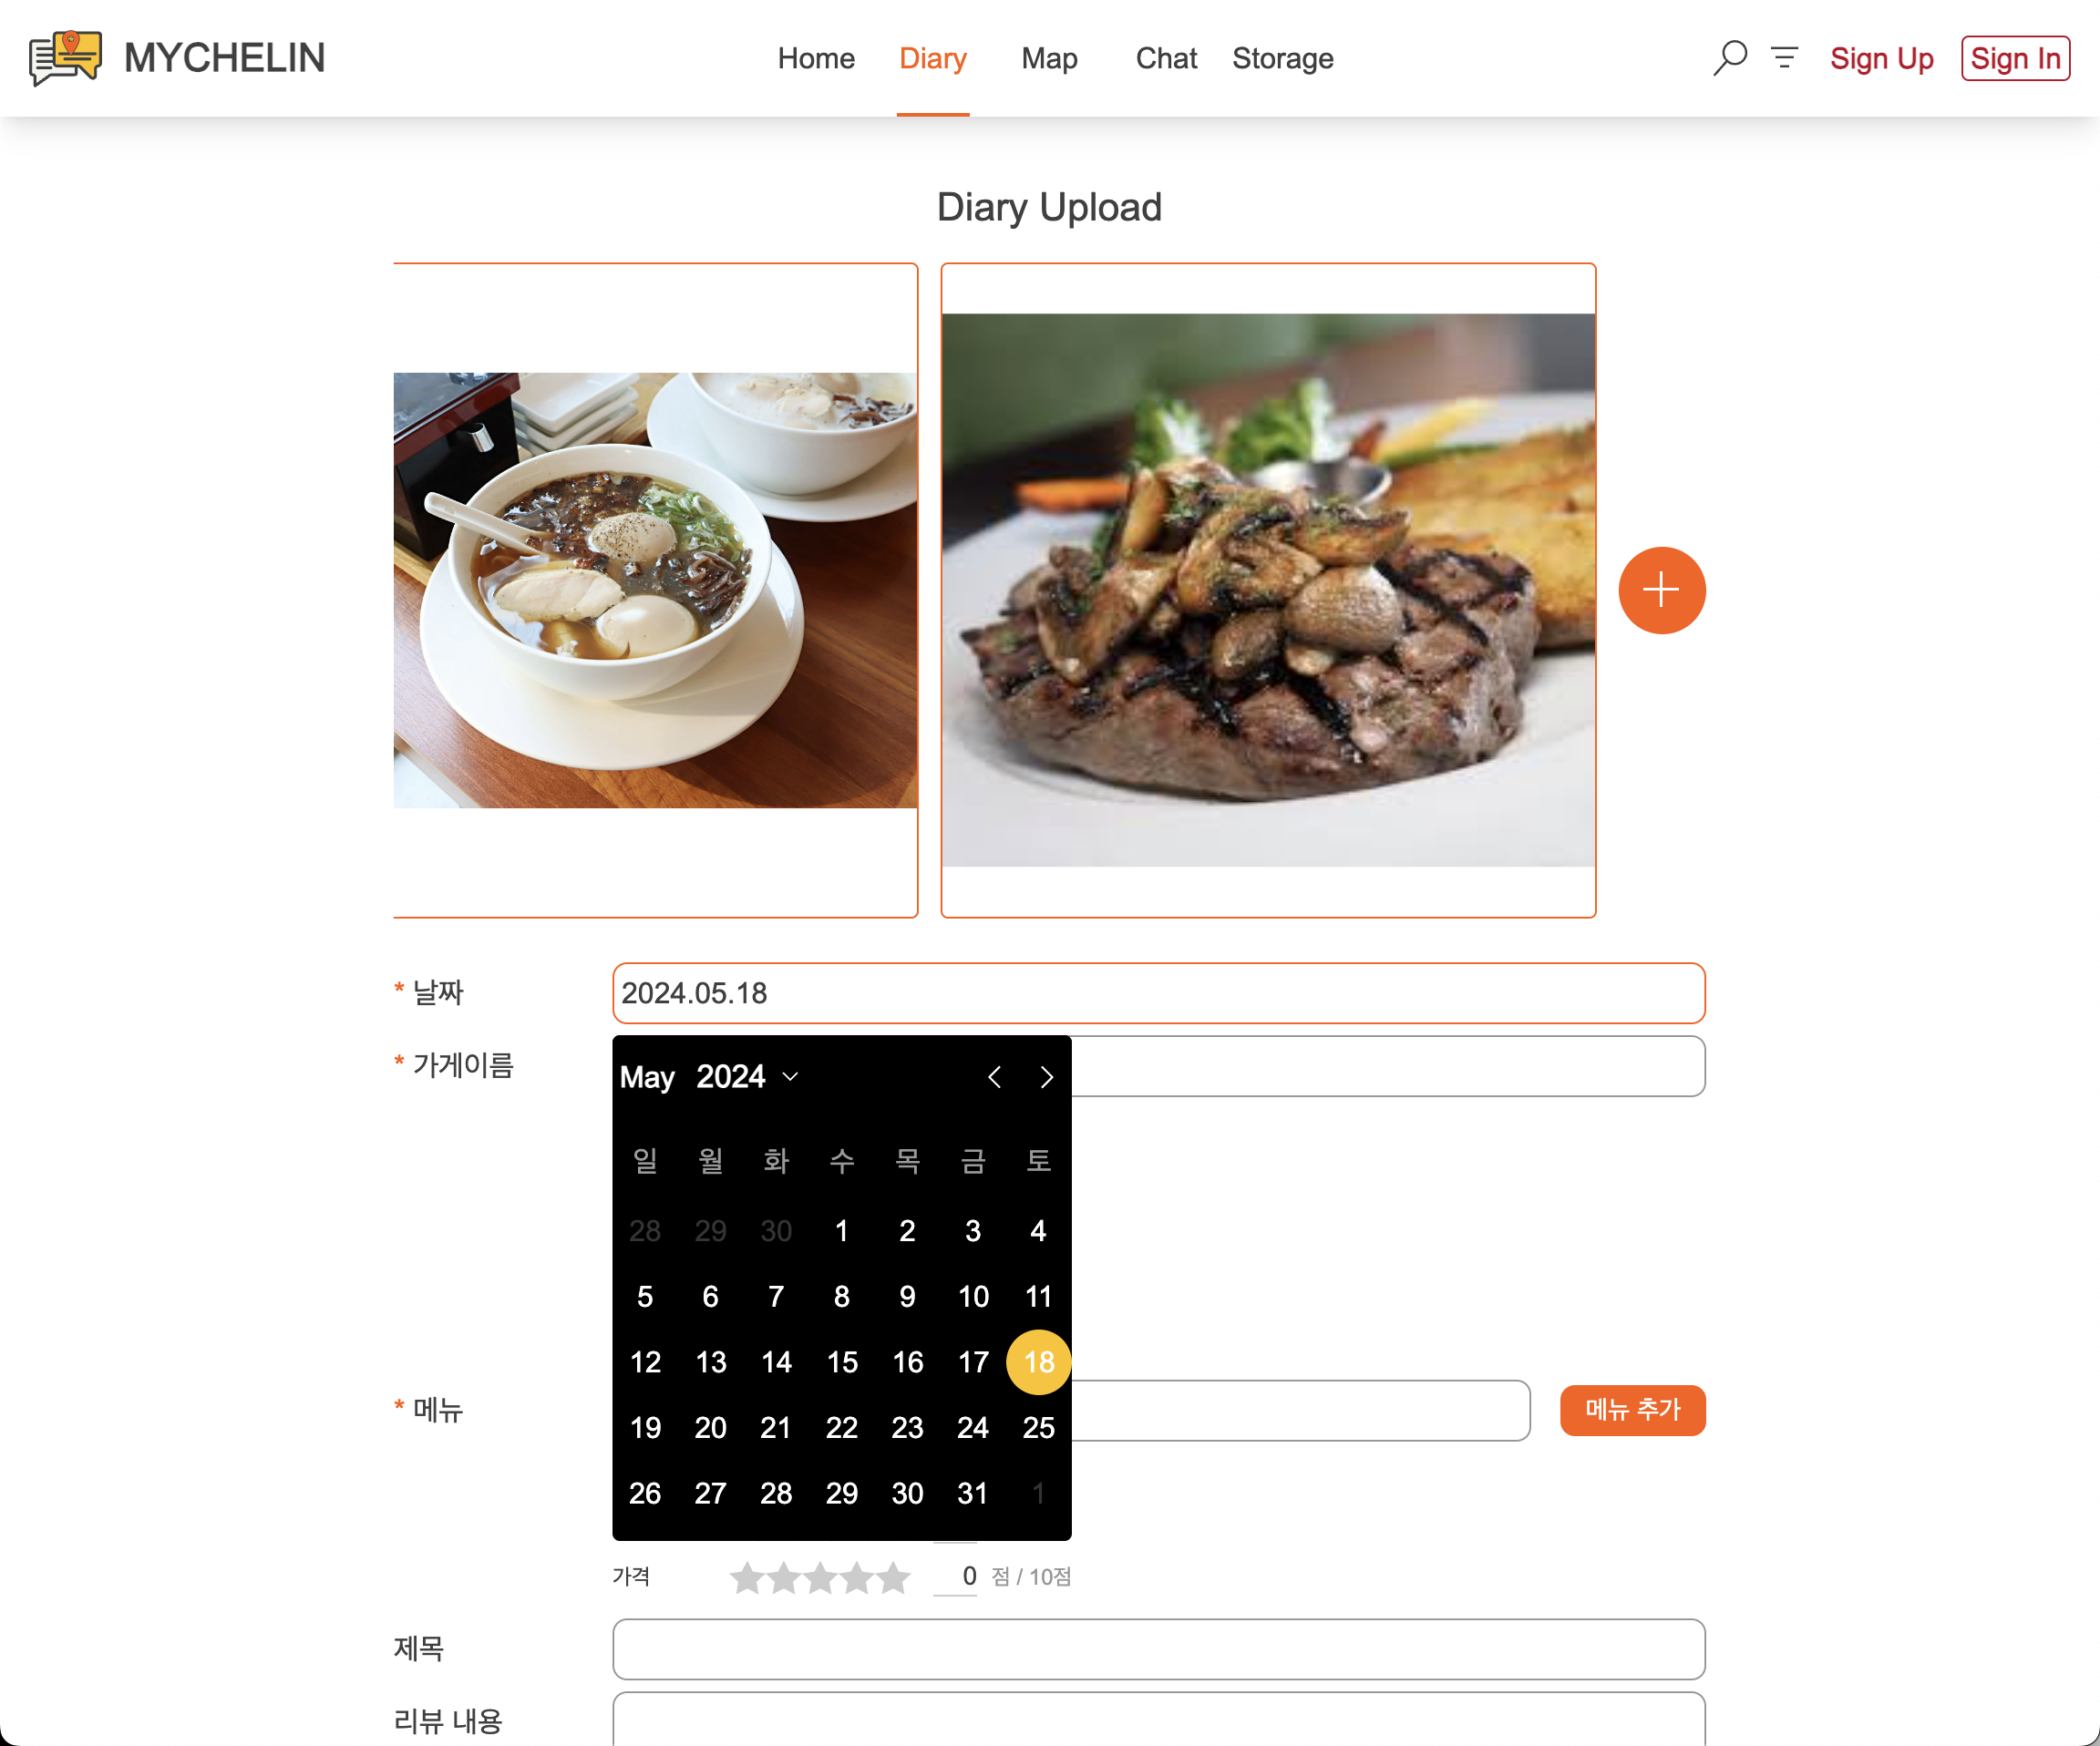 MYCHELIN
Home Diary Map Chat Storage
Sign Up Sign In
Diary Upload
* 날짜 2024.05.18
* 가게이름
May 2024
일 월 화 수 목 금 토
28 29 30 1 2 3 4
5 6 7 8 9 10 11
12 13 14 15 16 17 18
19 20 21 22 23 24 25
26 27 28 29 30 31 1
* 메뉴 메뉴 추가
가격 0 점 / 10점
제목
리뷰 내용